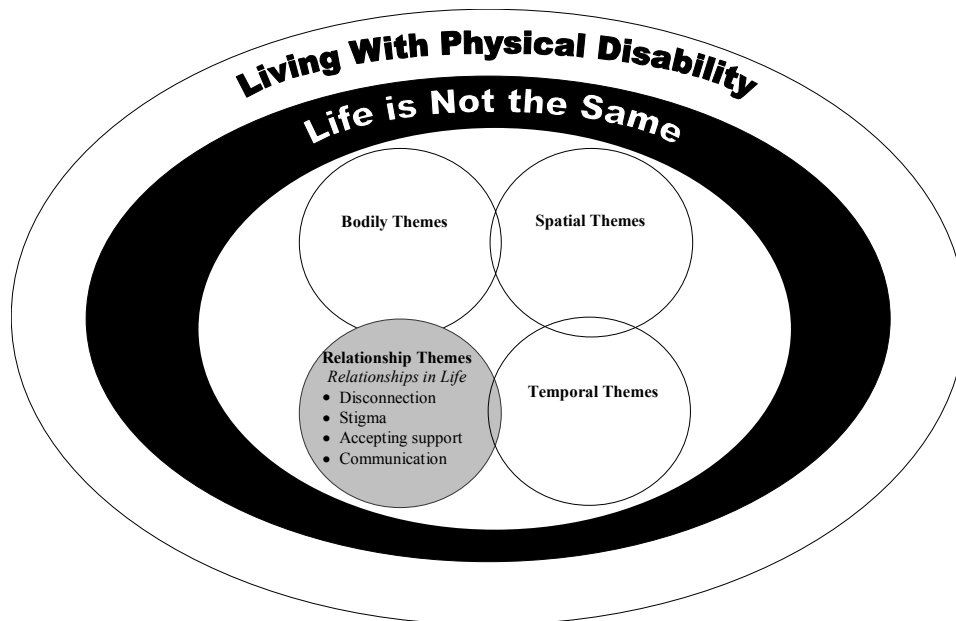 Living With Physical Disability
Life is Not the Same
Bodily Themes
Spatial Themes
Relationship Themes
Relationships in Life
• Disconnection
• Stigma
• Accepting support
• Communication
Temporal Themes